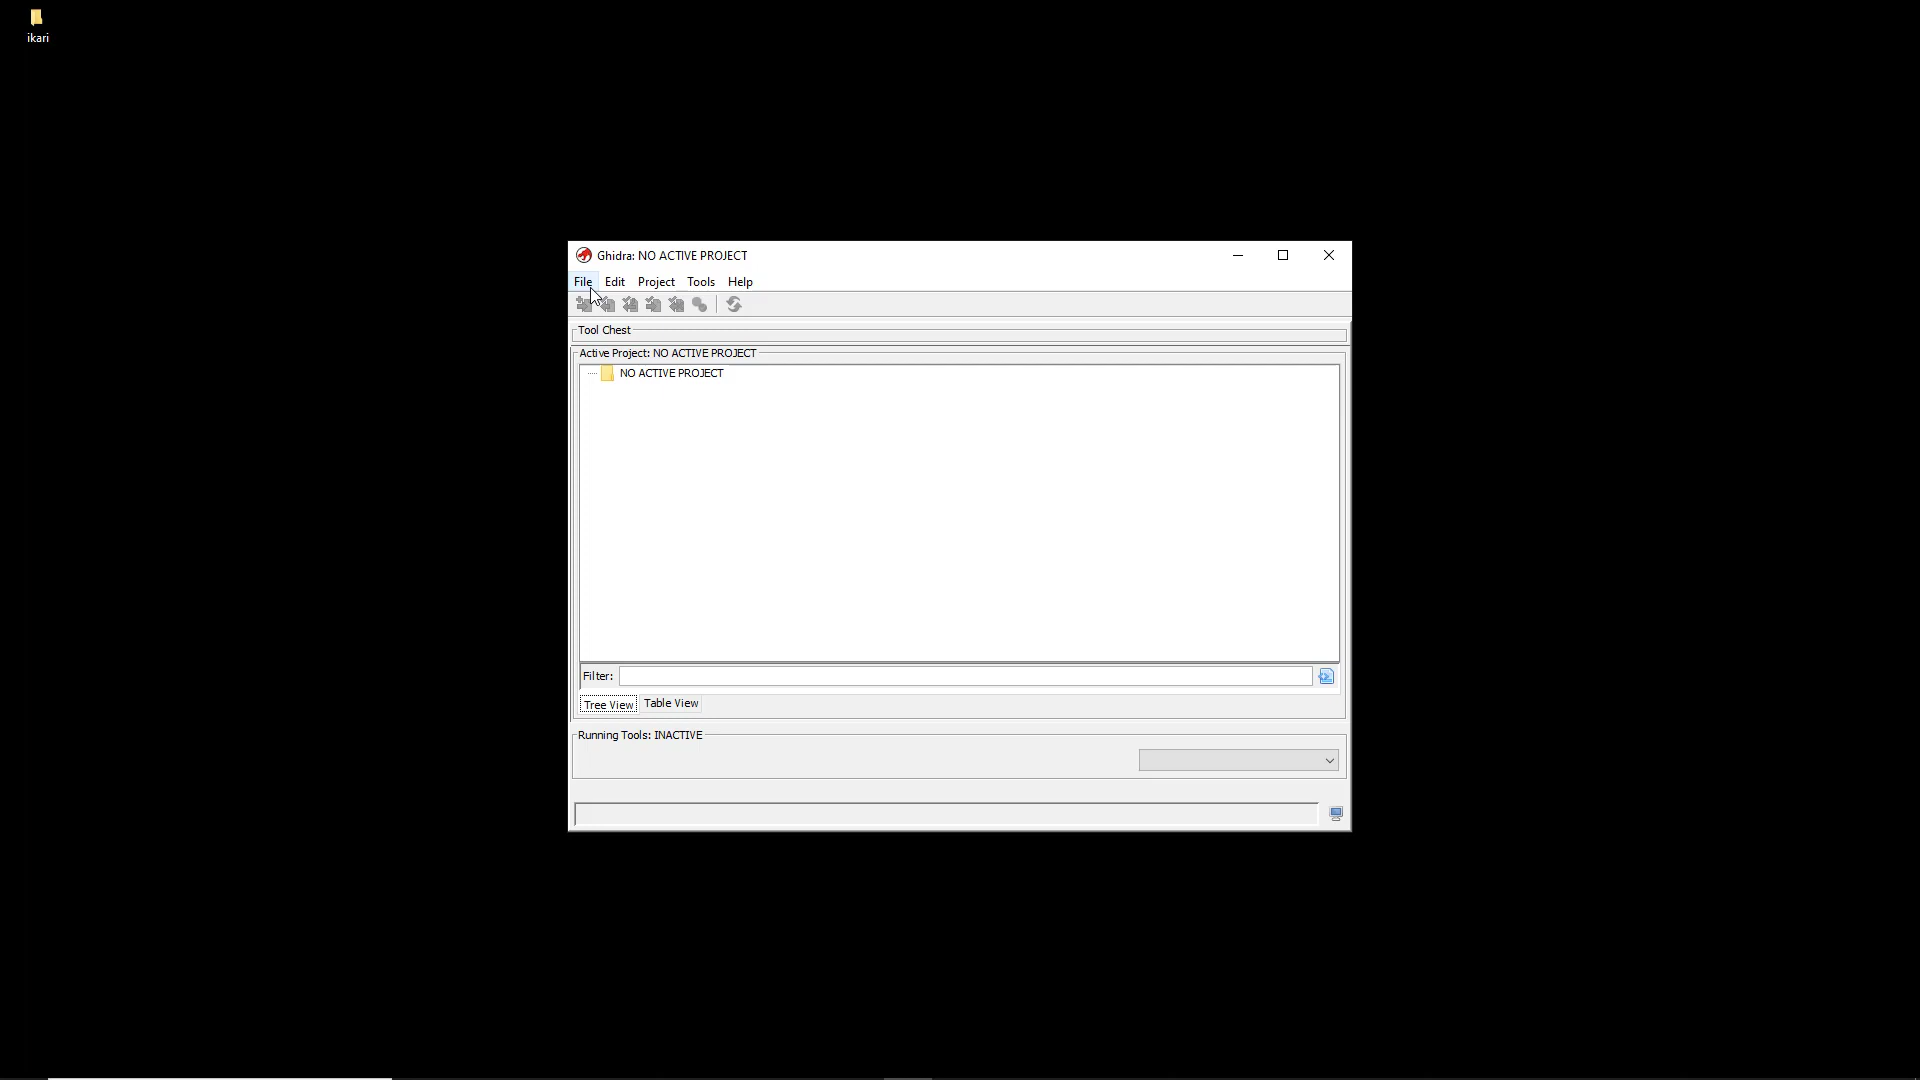 ikari
Ghidra: NO ACTIVE PROJECT
File Edit Project Tools Help
Tool Chest
Active Project: NO ACTIVE PROJECT
NO ACTIVE PROJECT
Filter:
Tree View Table View
Running Tools: INACTIVE